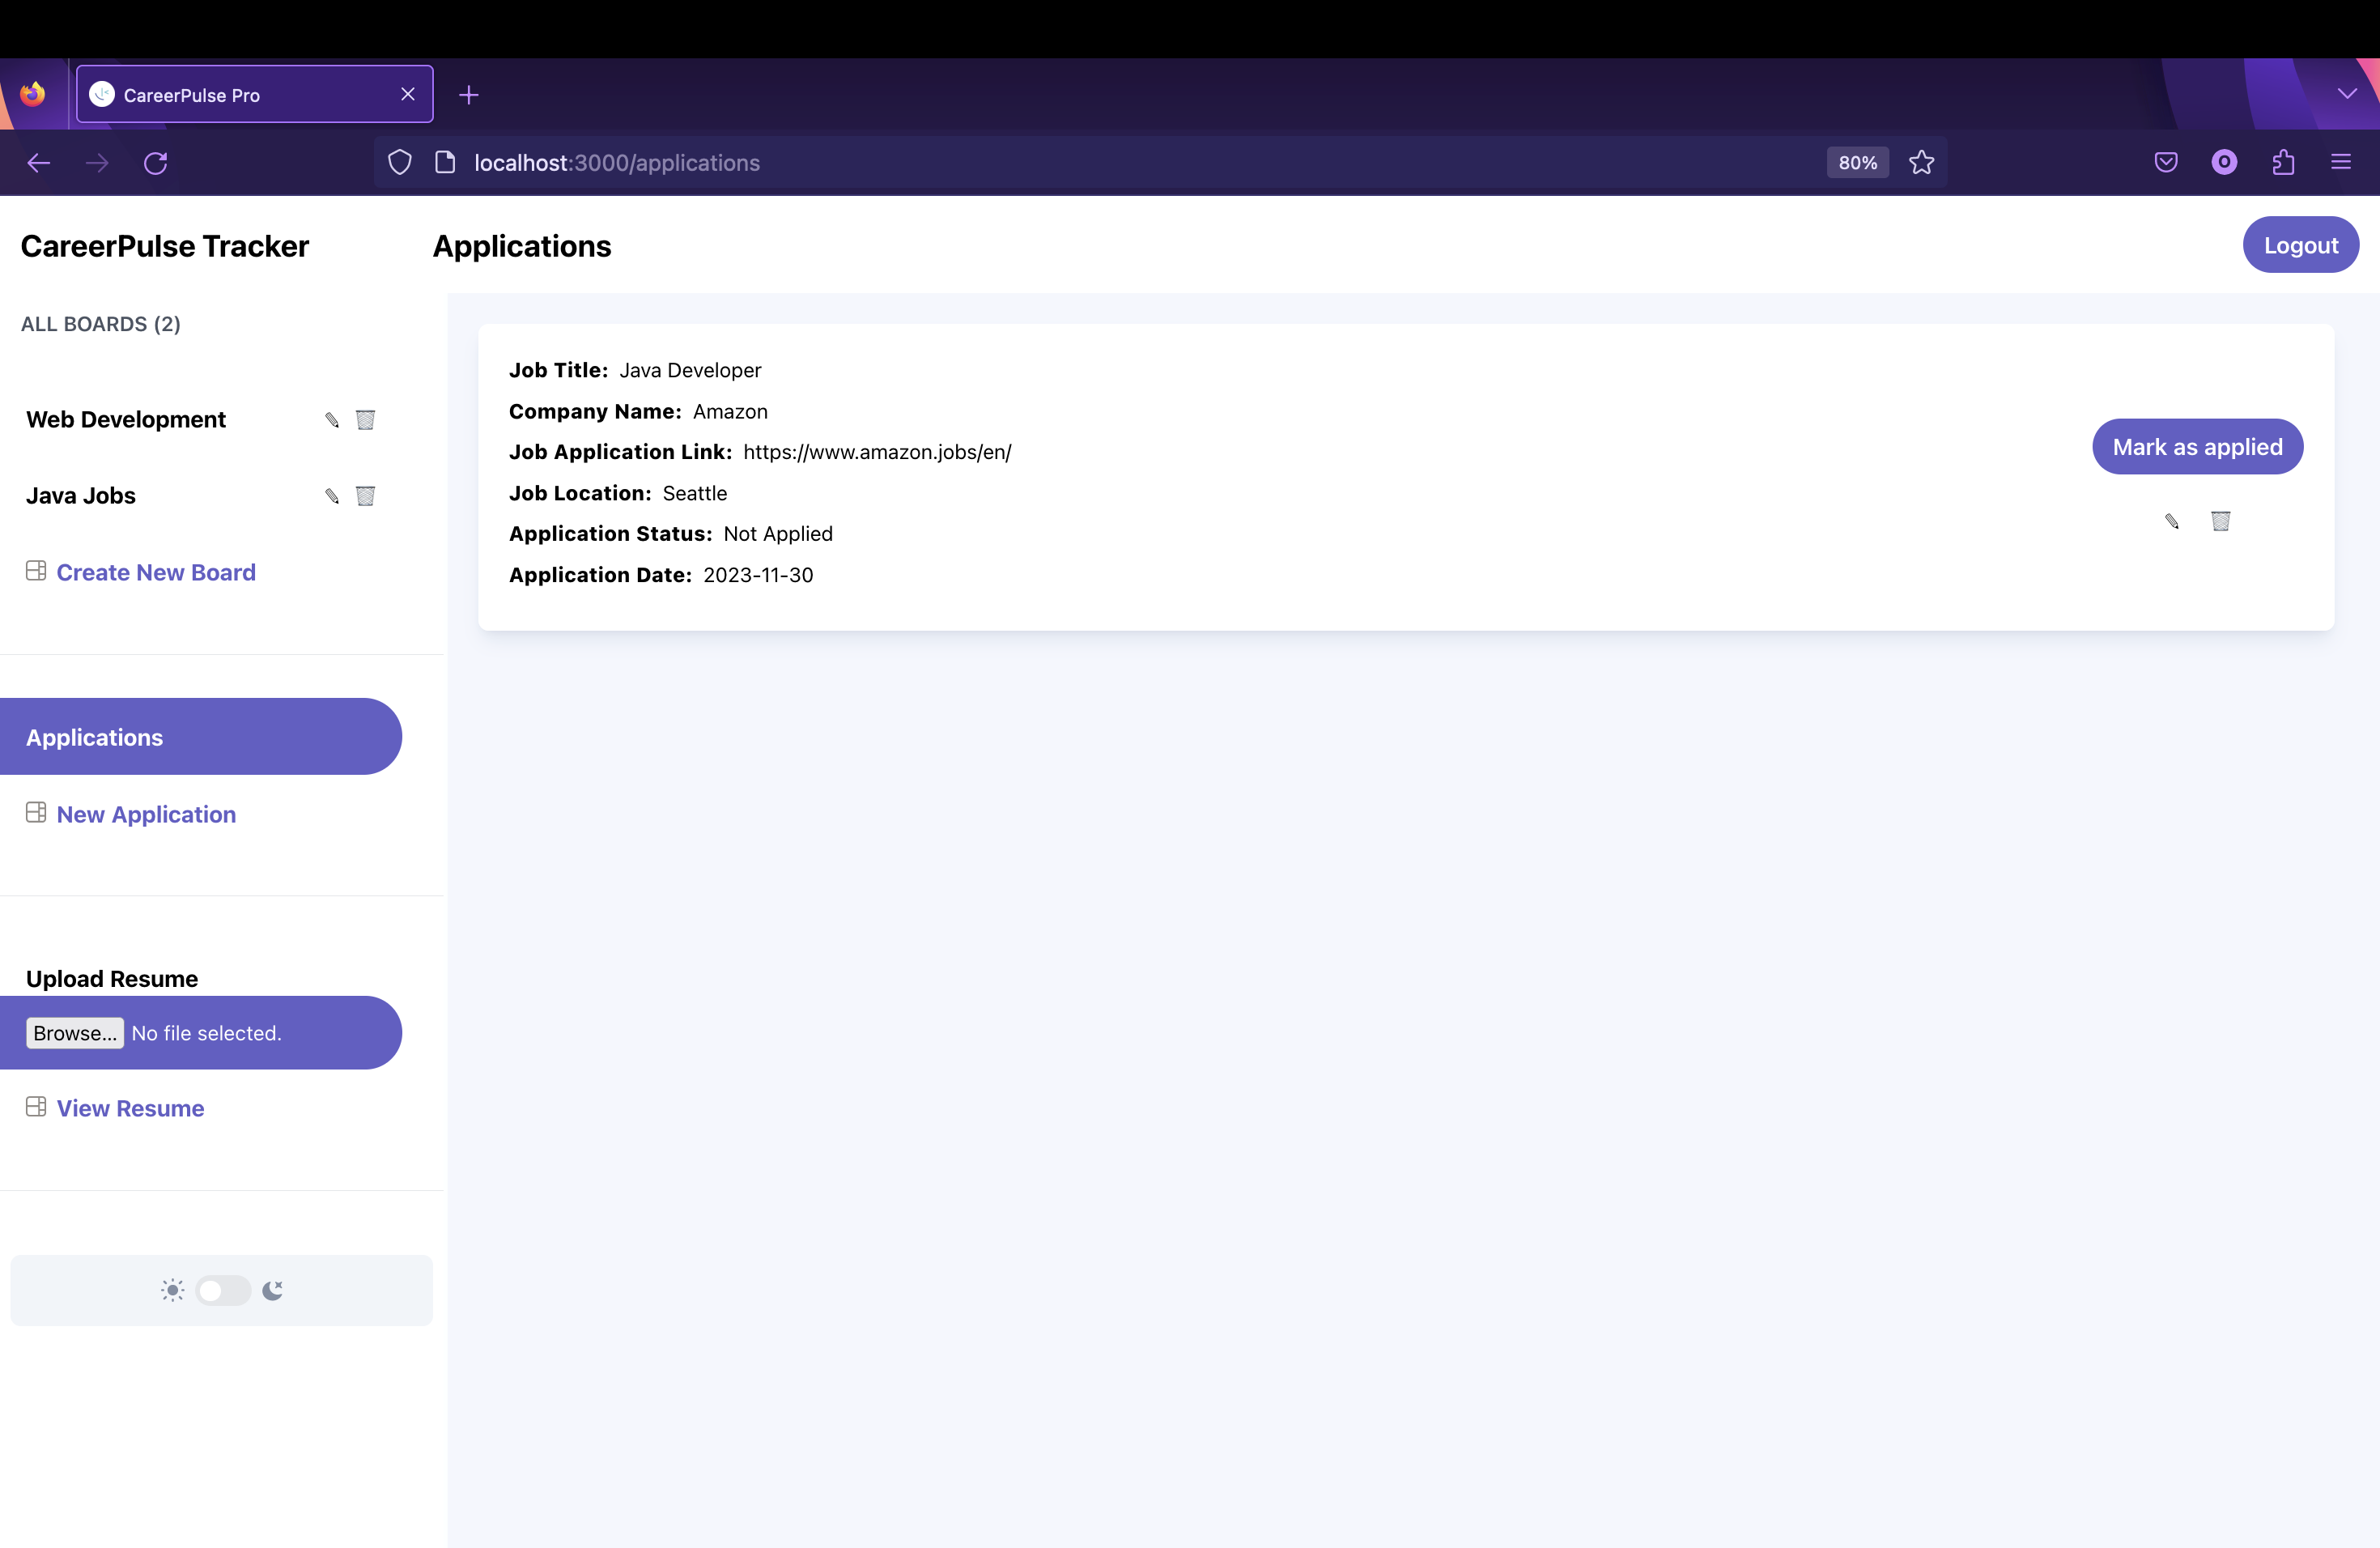 CareerPulse Pro
localhost:3000/applications
80%
CareerPulse Tracker
Applications
Logout
ALL BOARDS (2)
Web Development
Java Jobs
Create New Board
Applications
New Application
Upload Resume
Browse... No file selected.
View Resume
Job Title: Java Developer
Company Name: Amazon
Job Application Link: https://www.amazon.jobs/en/
Job Location: Seattle
Application Status: Not Applied
Application Date: 2023-11-30
Mark as applied